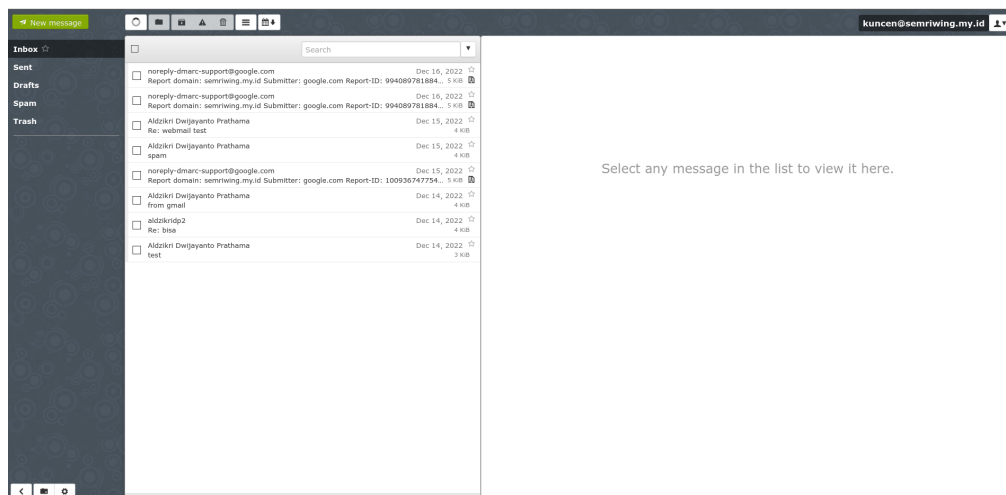 New message
kuncen@semriwing.my.id
Inbox
Sent
Drafts
Spam
Trash
Search
noreply-dmarc-support@google.com Dec 16, 2022
Report domain: semriwing.my.id Submitter: google.com Report-ID: 994089781884... 5 KiB
noreply-dmarc-support@google.com Dec 16, 2022
Report domain: semriwing.my.id Submitter: google.com Report-ID: 994089781884... 5 KiB
Aldzikri Dwijayanto Prathama Dec 15, 2022
Re: webmail test 4 KiB
Aldzikri Dwijayanto Prathama Dec 15, 2022
spam 4 KiB
noreply-dmarc-support@google.com Dec 15, 2022
Report domain: semriwing.my.id Submitter: google.com Report-ID: 100936747754... 5 KiB
Aldzikri Dwijayanto Prathama Dec 14, 2022
from gmail 4 KiB
aldzikridp2 Dec 14, 2022
Re: bisa 4 KiB
Aldzikri Dwijayanto Prathama Dec 14, 2022
test 3 KiB
Select any message in the list to view it here.